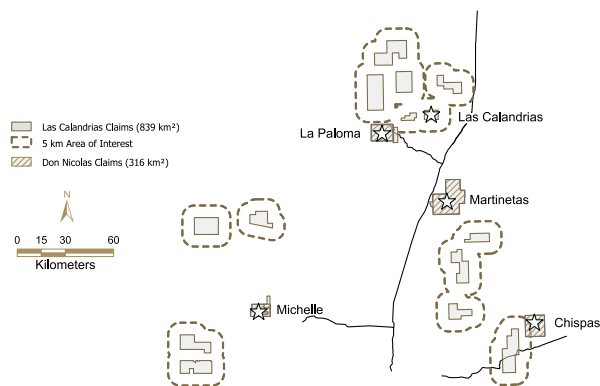 Las Calandrias Claims (839 km²)
5 km Area of Interest
Don Nicolas Claims (316 km²)
N
0 15 30 60
Kilometers
Las Calandrias
La Paloma
Martinetas
Michelle
Chispas